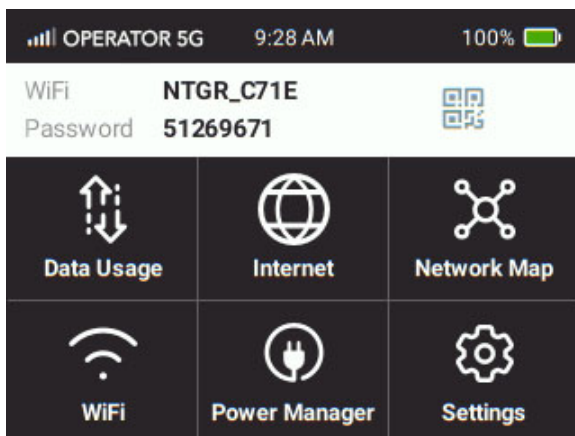 OPERATOR 5G 9:28 AM 100%
WiFi NTGR_C71E
Password 51269671
Data Usage Internet Network Map
WiFi Power Manager Settings